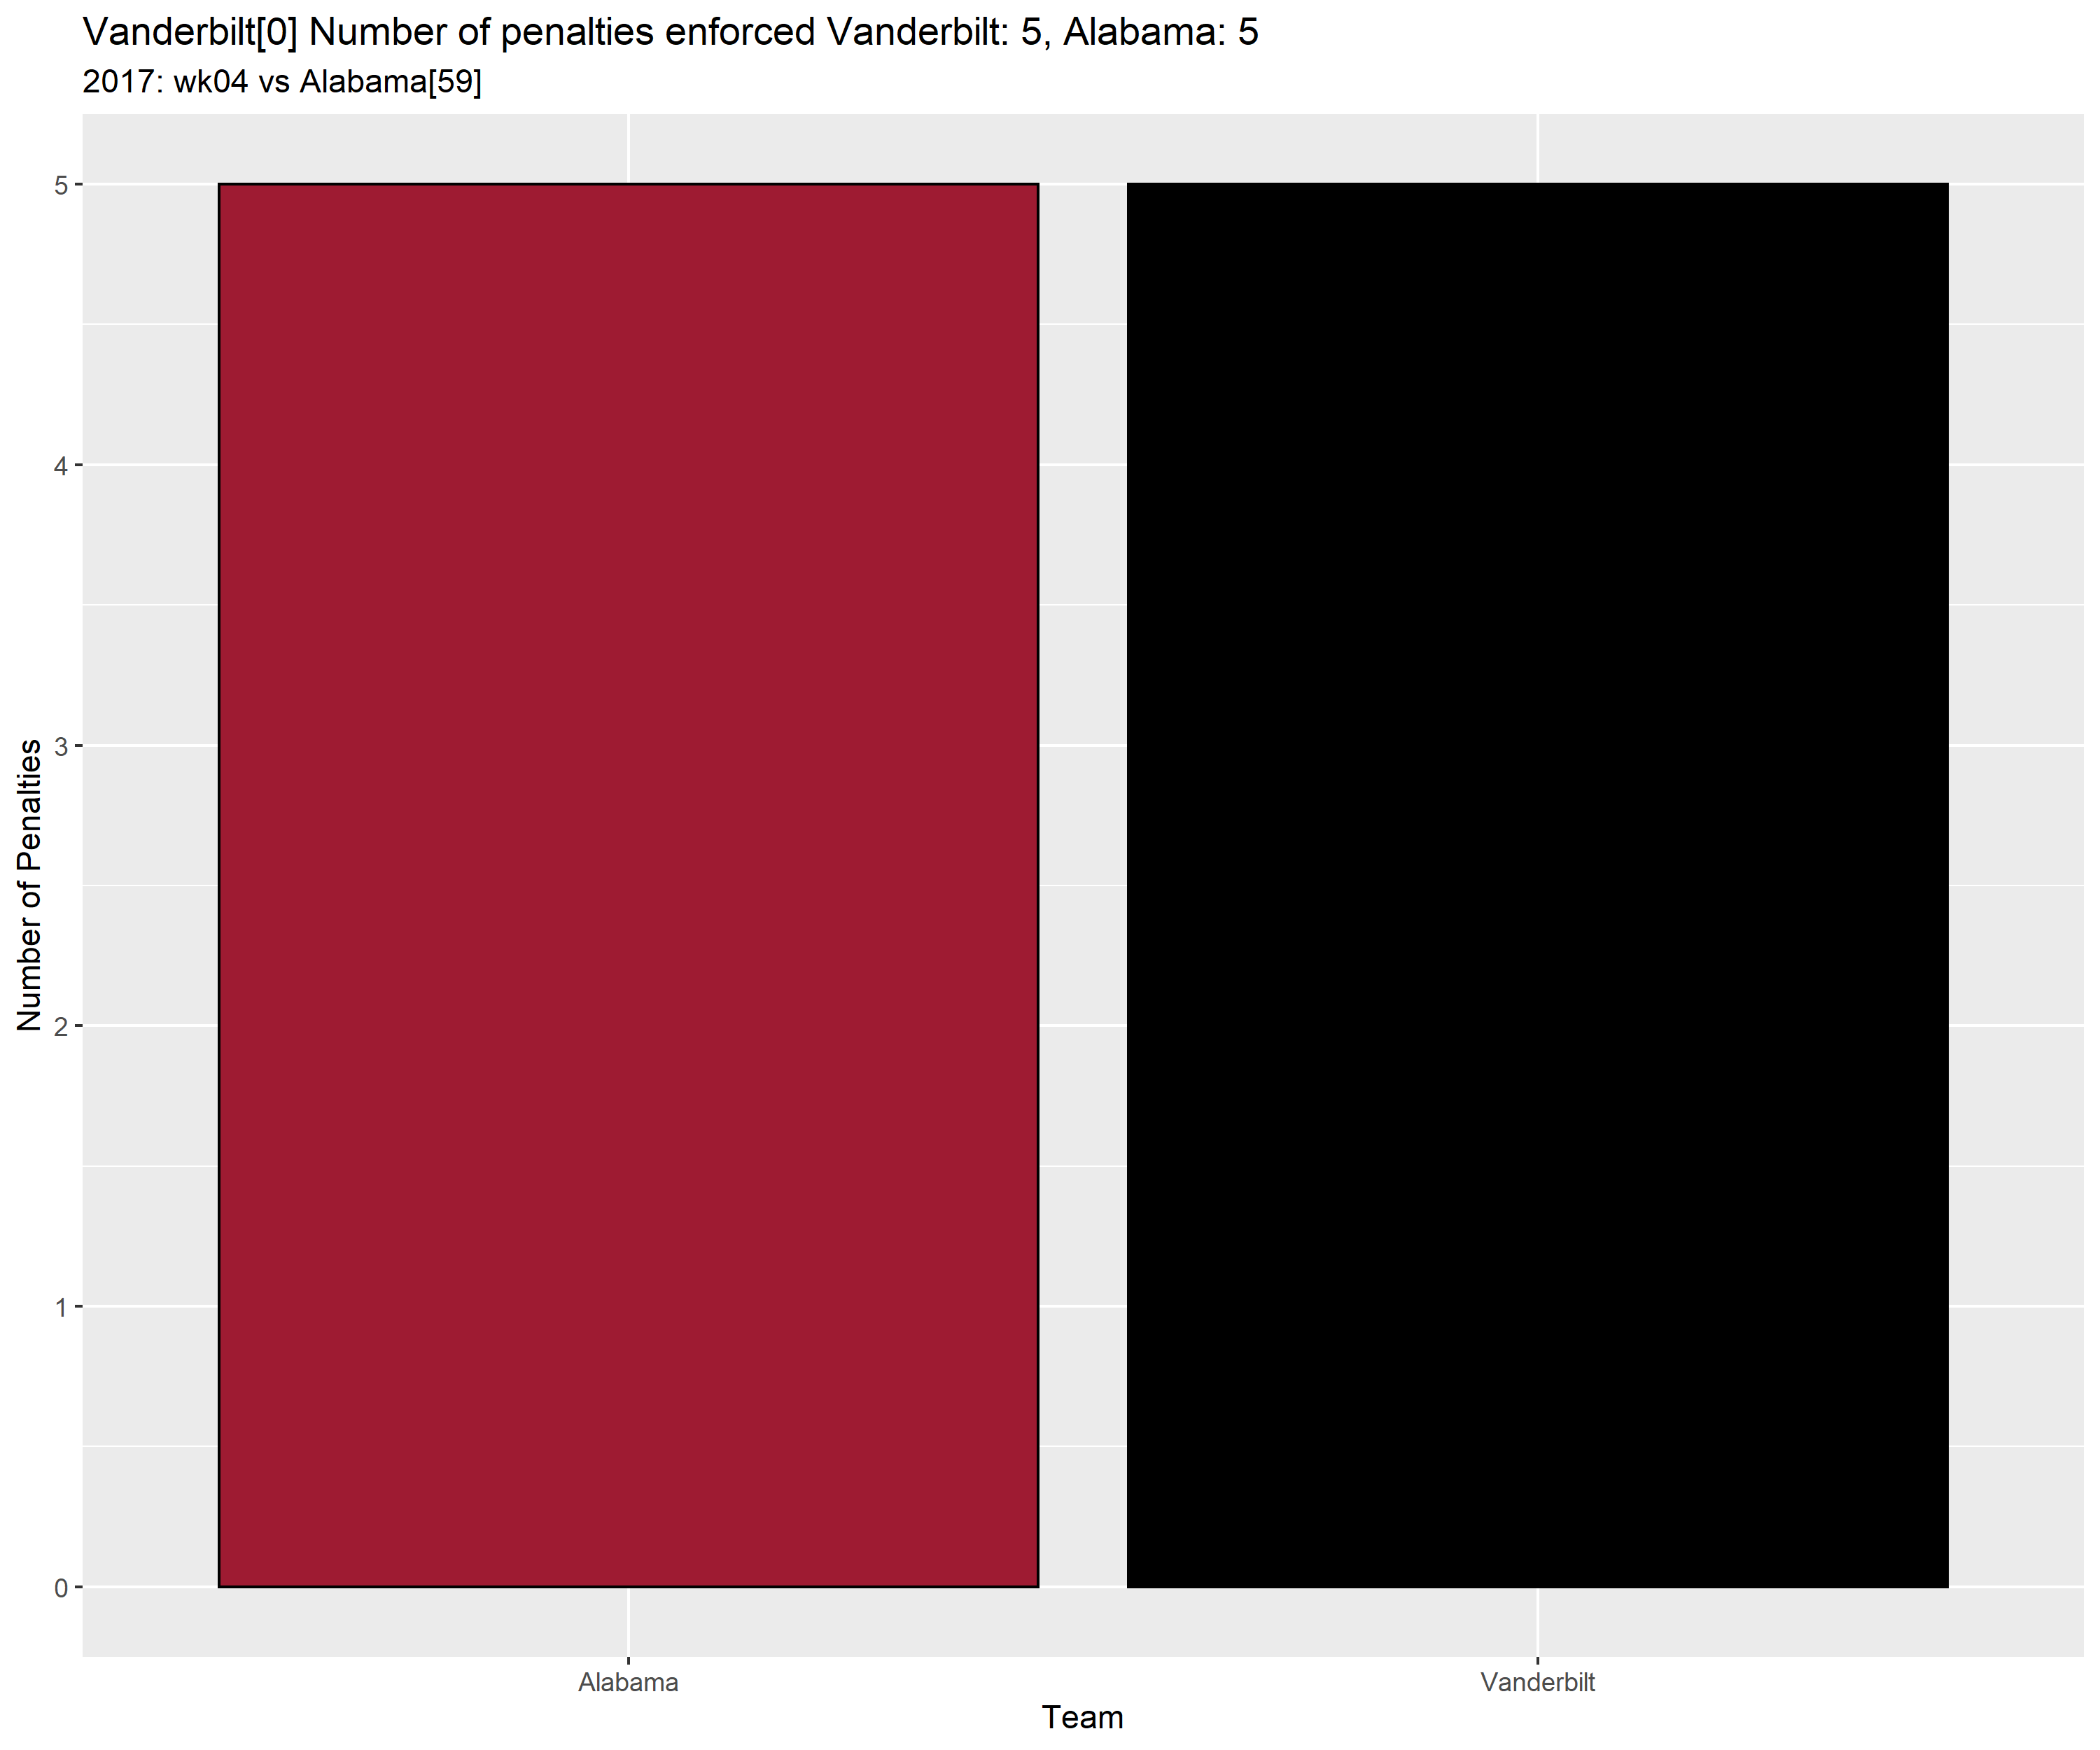 Vanderbilt[0] Number of penalties enforced Vanderbilt: 5, Alabama: 5
2017: wk04 vs Alabama[59]
Number of Penalties
5
4
3
2
1
0
Alabama
Vanderbilt
Team